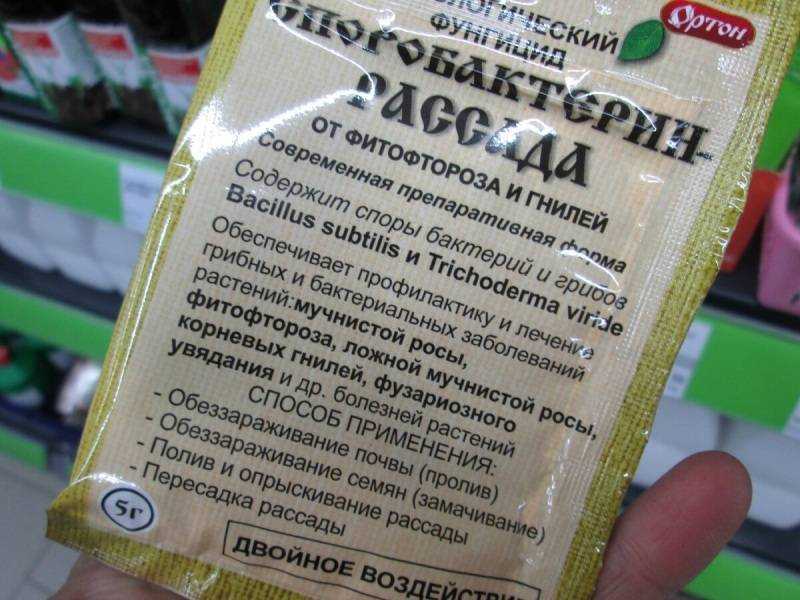 ФУНГИЦИД
Ортон
СПОРОБАКТЕРИН-
РАССАДА
ОТ ФИТОФТОРОЗА И ГНИЛЕЙ
Современная препаративная форма
Содержит споры бактерий и грибов
Bacillus subtilis и Trichoderma viride
Обеспечивает профилактику и лечение
грибных и бактериальных заболеваний
растений:мучнистой росы,
фитофтороза, ложной мучнистой росы,
корневых гнилей, фузариозного
увядания и др. болезней растений
СПОСОБ ПРИМЕНЕНИЯ:
- Обеззараживание почвы (пролив)
- Обеззараживание семян (замачивание)
- Полив и опрыскивание рассады
- Пересадка рассады
5г
ДВОЙНОЕ